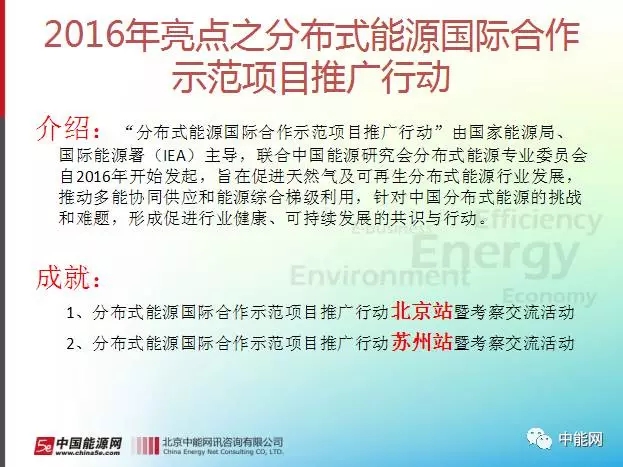 2016年亮点之分布式能源国际合作
示范项目推广行动
介绍：“分布式能源国际合作示范项目推广行动”由国家能源局、
国际能源署（IEA）主导，联合中国能源研究会分布式能源专业委员会
自2016年开始发起，旨在促进天然气及可再生分布式能源行业发展，
推动多能协同供应和能源综合梯级利用，针对中国分布式能源的挑战
和难题，形成促进行业健康、可持续发展的共识与行动。
Efficiency
E-BUSINESS
Energy
Environment
Economy
成就：
1、分布式能源国际合作示范项目推广行动北京站暨考察交流活动
2、分布式能源国际合作示范项目推广行动苏州站暨考察交流活动
5e 中国能源网
www.china5e.com
北京中能网讯咨询有限公司
China Energy Net Consulting CO, LTD.
中能网